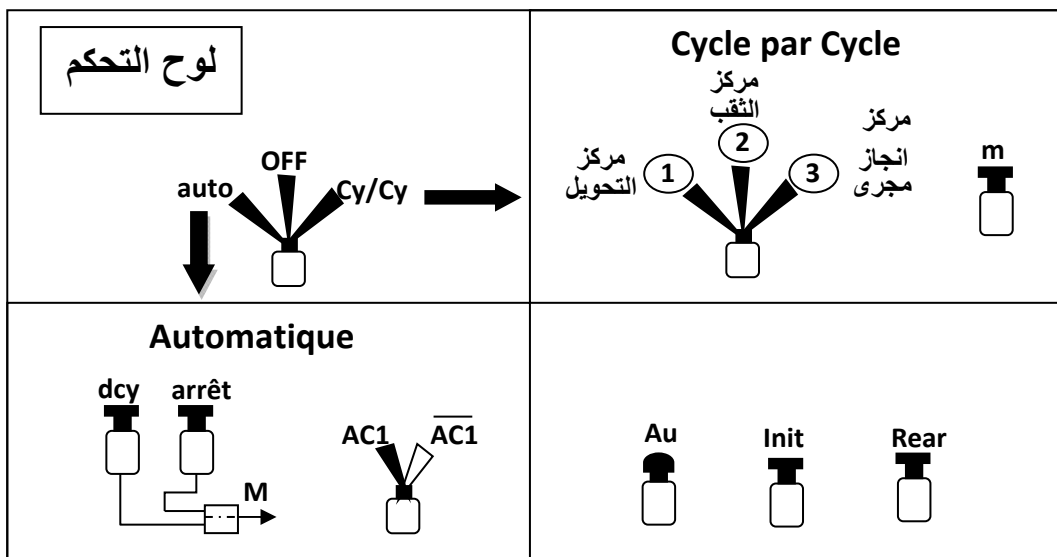 لوح التحكم
OFF
auto
Cy/Cy
Cycle par Cycle
مركز
الثقب
2
مركز
التحويل
1
3
مركز
انجاز
مجرى
m
Automatique
dcy
arrêt
M
AC1
A̅C̅1̅
Au
Init
Rear